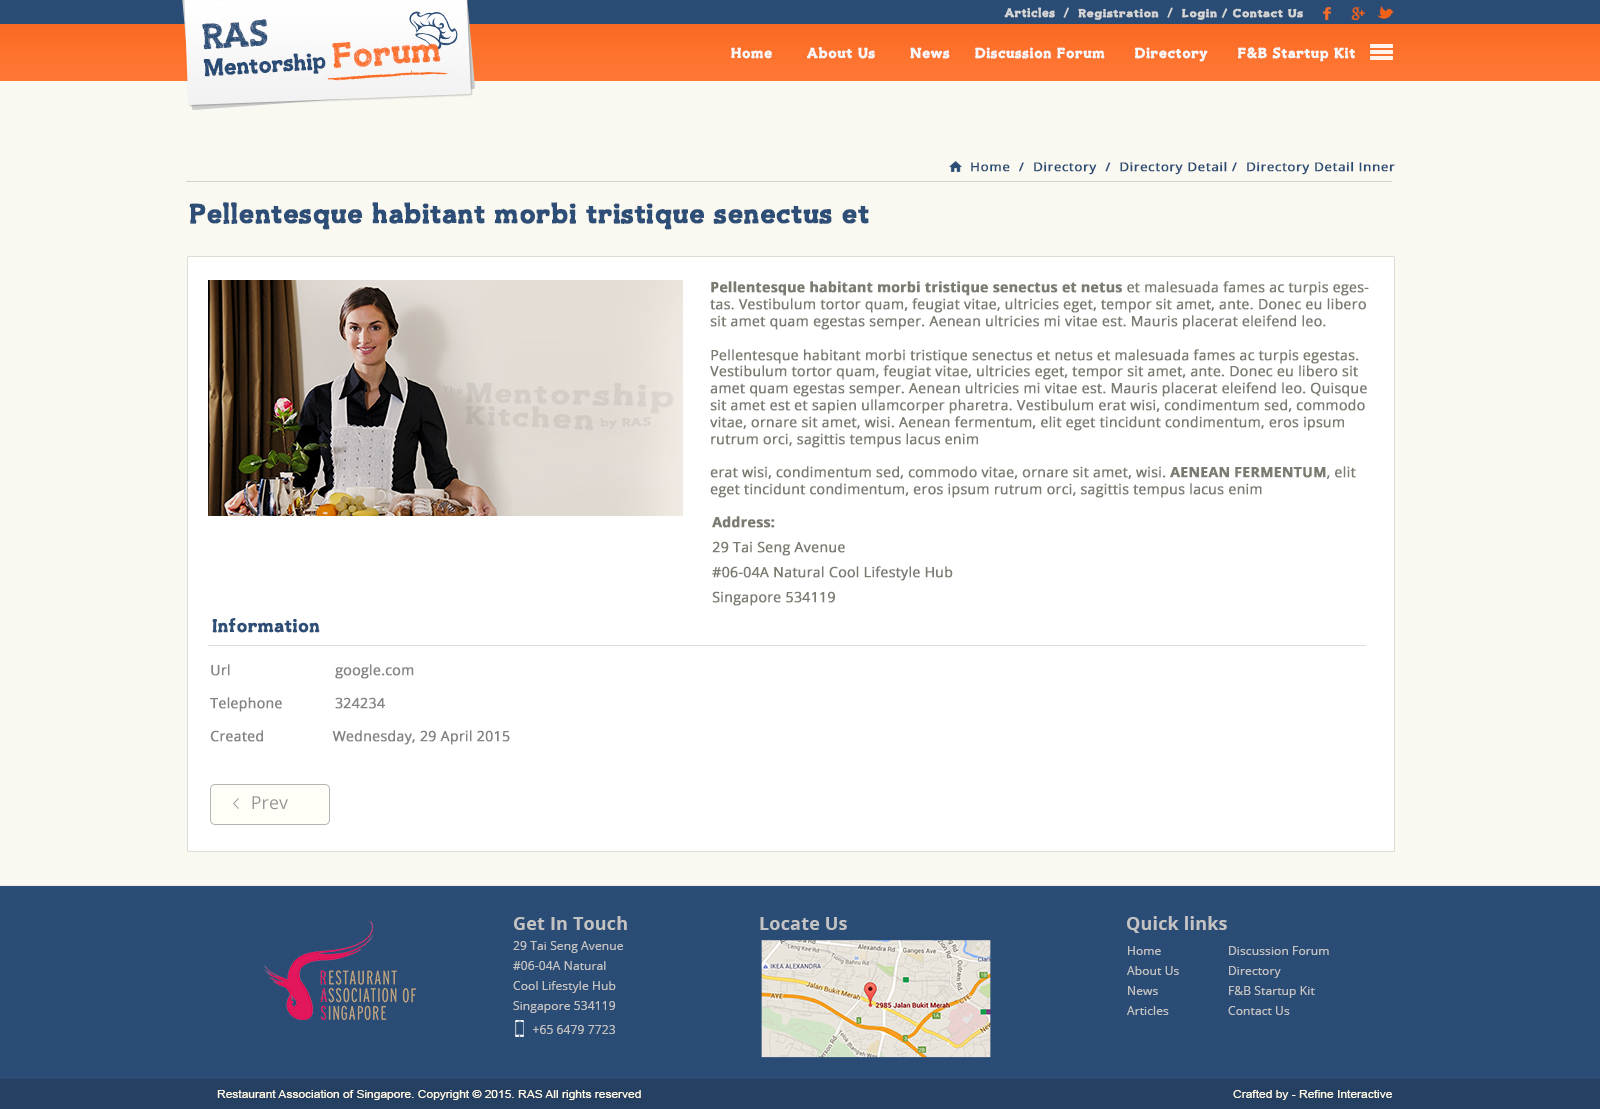 Articles / Registration / Login / Contact Us
RAS
Mentorship Forum
Home About Us News Discussion Forum Directory F&B Startup Kit
Home / Directory / Directory Detail / Directory Detail Inner
Pellentesque habitant morbi tristique senectus et
The Mentorship
Kitchen by RAS
Pellentesque habitant morbi tristique senectus et netus et malesuada fames ac turpis eges-
tas. Vestibulum tortor quam, feugiat vitae, ultricies eget, tempor sit amet, ante. Donec eu libero
sit amet quam egestas semper. Aenean ultricies mi vitae est. Mauris placerat eleifend leo.
Pellentesque habitant morbi tristique senectus et netus et malesuada fames ac turpis egestas.
Vestibulum tortor quam, feugiat vitae, ultricies eget, tempor sit amet, ante. Donec eu libero sit
amet quam egestas semper. Aenean ultricies mi vitae est. Mauris placerat eleifend leo. Quisque
sit amet est et sapien ullamcorper pharetra. Vestibulum erat wisi, condimentum sed, commodo
vitae, ornare sit amet, wisi. Aenean fermentum, elit eget tincidunt condimentum, eros ipsum
rutrum orci, sagittis tempus lacus enim
erat wisi, condimentum sed, commodo vitae, ornare sit amet, wisi. AENEAN FERMENTUM, elit
eget tincidunt condimentum, eros ipsum rutrum orci, sagittis tempus lacus enim
Address:
29 Tai Seng Avenue
#06-04A Natural Cool Lifestyle Hub
Singapore 534119
Information
Url google.com
Telephone 324234
Created Wednesday, 29 April 2015
Prev
RESTAURANT
ASSOCIATION OF
SINGAPORE
Get In Touch
29 Tai Seng Avenue
#06-04A Natural
Cool Lifestyle Hub
Singapore 534119
+65 6479 7723
Locate Us
Alexandra Rd
Ganges Ave
IKEA ALEXANDRA
Tiong Bahru Rd
Outram Rd
Jalan Bukit Merah
AYE
CTE
2985 Jalan Bukit Merah
Quick links
Home Discussion Forum
About Us Directory
News F&B Startup Kit
Articles Contact Us
Restaurant Association of Singapore. Copyright © 2015. RAS All rights reserved
Crafted by - Refine Interactive